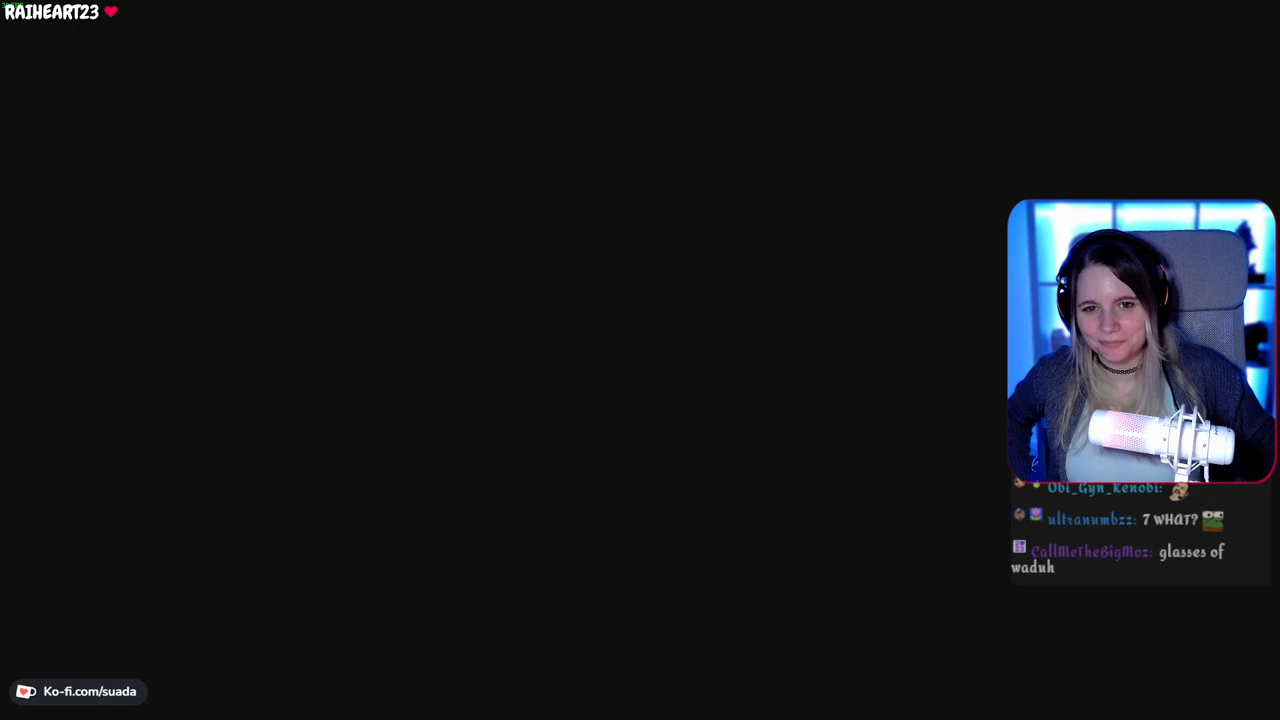 RAIHEART23
Obi_Gyn_Kenobi:
ultranumbzz: 7 WHAT?
CallMeTheBigMoz: glasses of
waduh
Ko-fi.com/suada